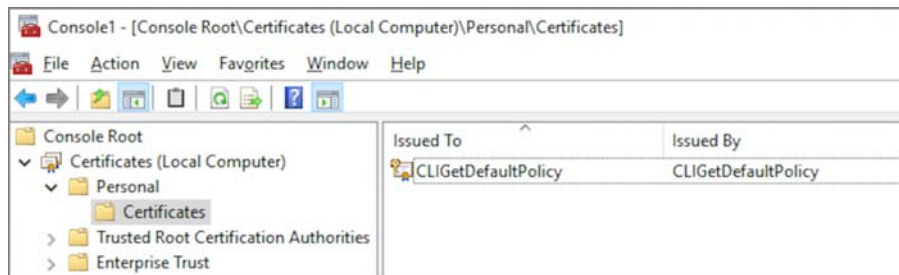 Console1 - [Console Root\Certificates (Local Computer)\Personal\Certificates]
File Action View Favorites Window Help
Console Root
Certificates (Local Computer)
Personal
Certificates
Trusted Root Certification Authorities
Enterprise Trust
Issued To Issued By
CLIGetDefaultPolicy CLIGetDefaultPolicy